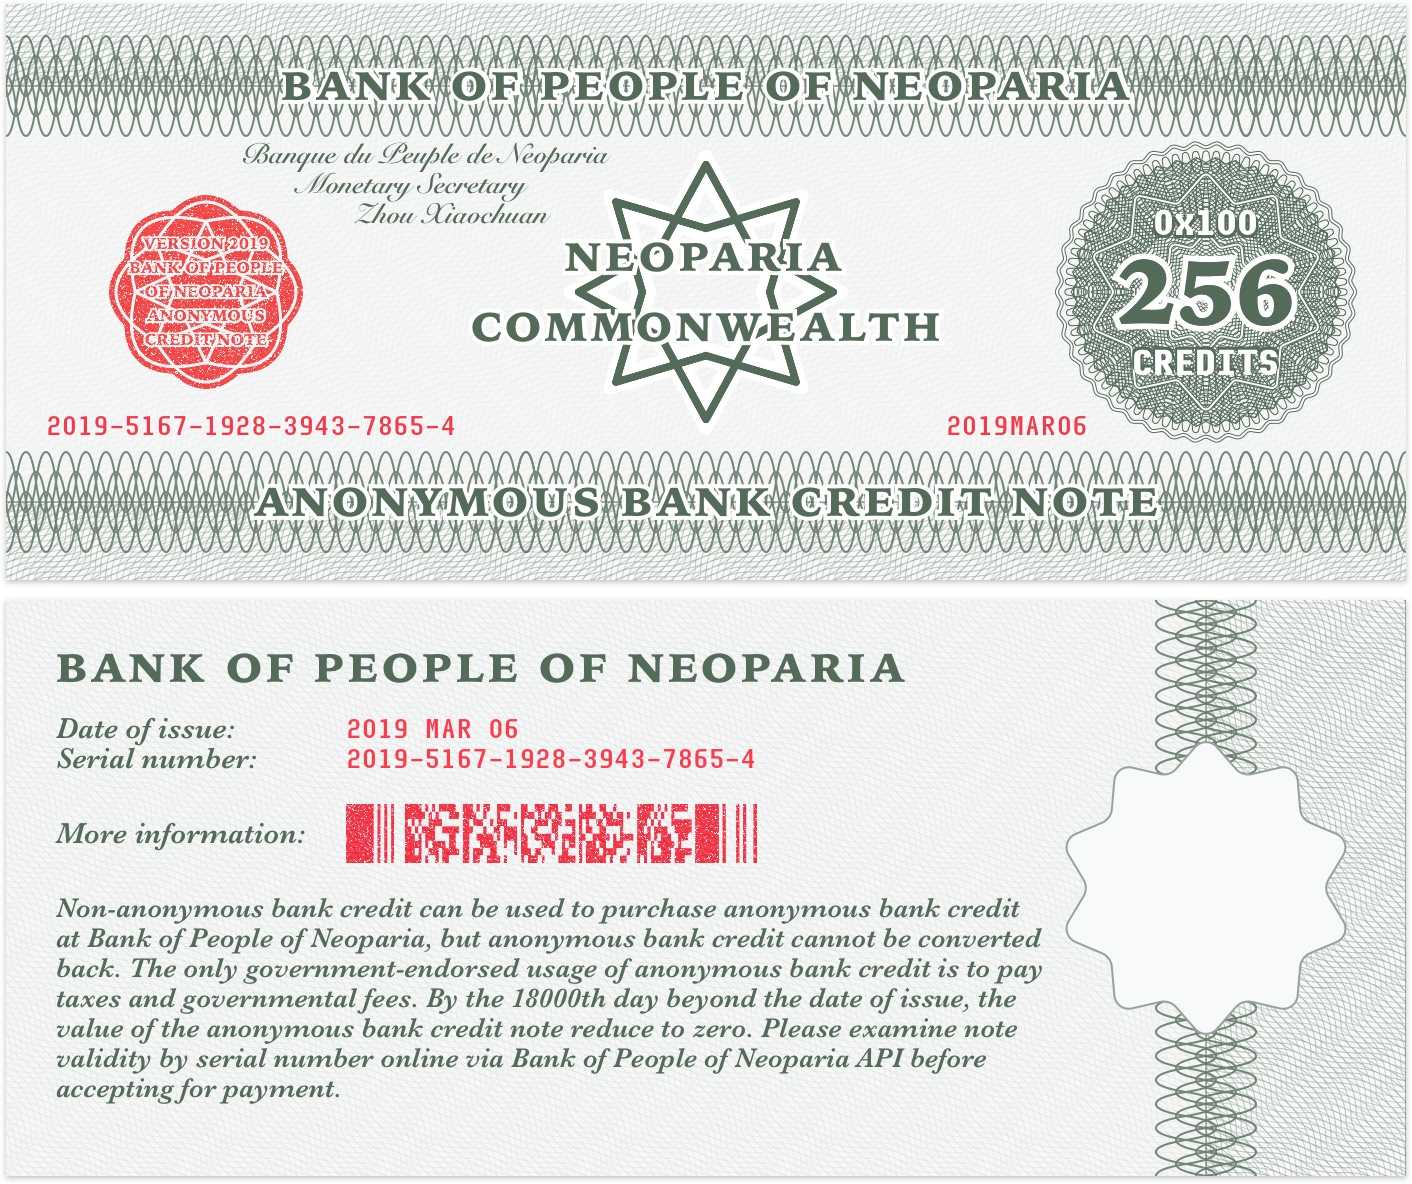 BANK OF PEOPLE OF NEOPARIA
Banque du Peuple de Neoparia
Monetary Secretary
Zhou Xiaochuan
VERSION 2019
BANK OF PEOPLE
OF NEOPARIA
ANONYMOUS
CREDIT NOTE
NEOPARIA
COMMONWEALTH
0X100
256
CREDITS
2019-5167-1928-3943-7865-4
2019MAR06
ANONYMOUS BANK CREDIT NOTE
BANK OF PEOPLE OF NEOPARIA
Date of issue: 2019 MAR 06
Serial number: 2019-5167-1928-3943-7865-4
More information:
Non-anonymous bank credit can be used to purchase anonymous bank credit
at Bank of People of Neoparia, but anonymous bank credit cannot be converted
back. The only government-endorsed usage of anonymous bank credit is to pay
taxes and governmental fees. By the 18000th day beyond the date of issue, the
value of the anonymous bank credit note reduce to zero. Please examine note
validity by serial number online via Bank of People of Neoparia API before
accepting for payment.